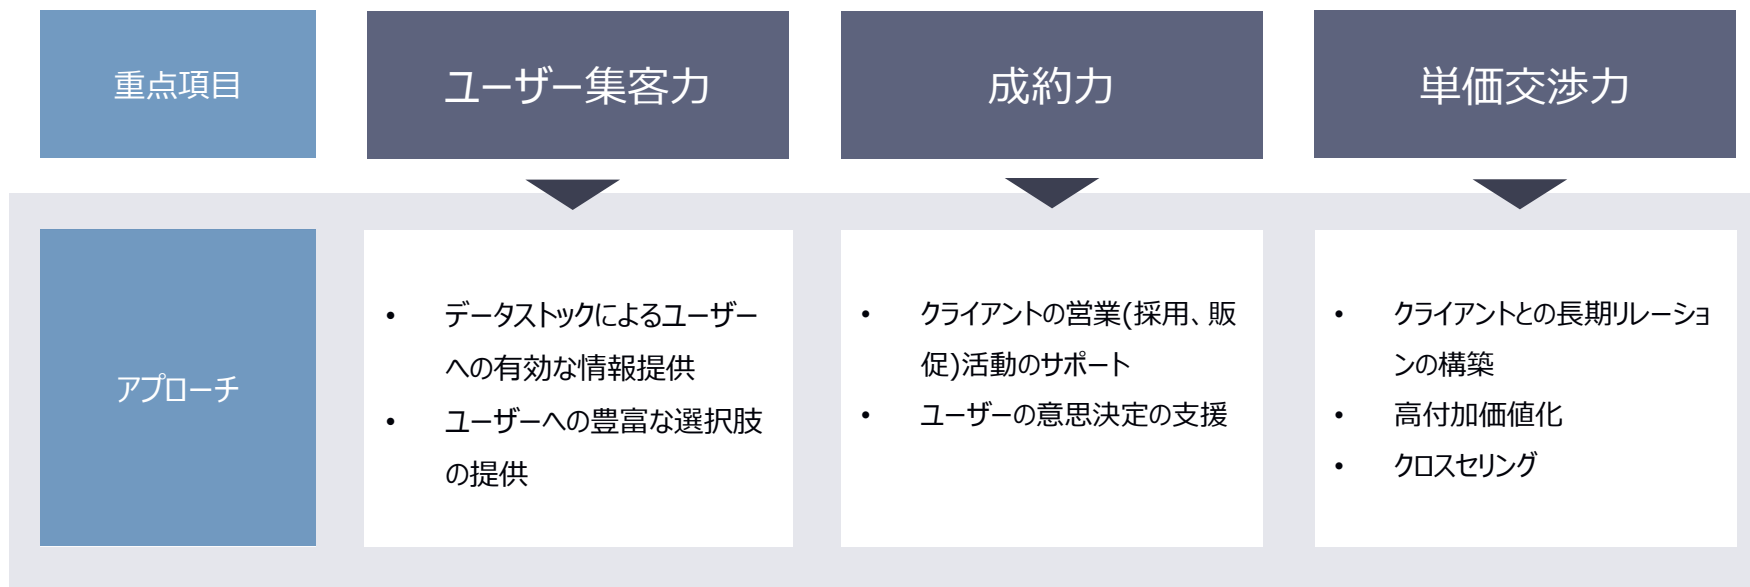 重点項目
ユーザー集客力
成約力
単価交渉力
アプローチ
• データストックによるユーザー
への有効な情報提供
• ユーザーへの豊富な選択肢
の提供
• クライアントの営業(採用、販
促)活動のサポート
• ユーザーの意思決定の支援
• クライアントとの長期リレーショ
ンの構築
• 高付加価値化
• クロスセリング